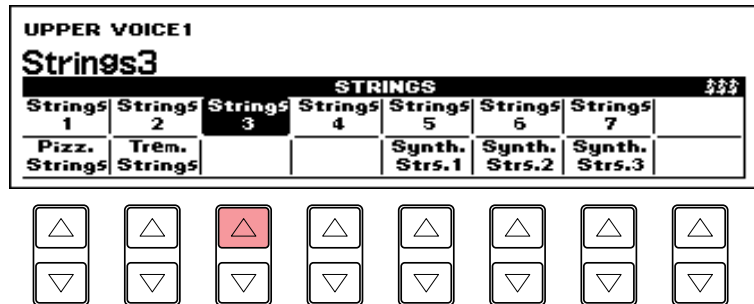 UPPER VOICE1
Strings3
STRINGS
Strings 1 Strings 2 Strings 3 Strings 4 Strings 5 Strings 6 Strings 7
Pizz. Strings Trem. Strings Synth. Strs.1 Synth. Strs.2 Synth. Strs.3